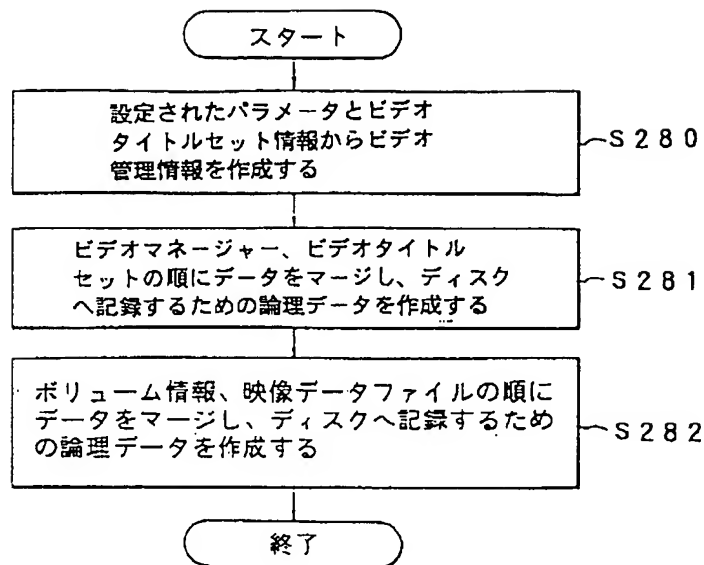 スタート
設定されたパラメータとビデオ
タイトルセット情報からビデオ
管理情報を作成する
S280
ビデオマネージャー、ビデオタイトル
セットの順にデータをマージし、ディスク
へ記録するための論理データを作成する
S281
ボリューム情報、映像データファイルの順に
データをマージし、ディスクへ記録するため
の論理データを作成する
S282
終了